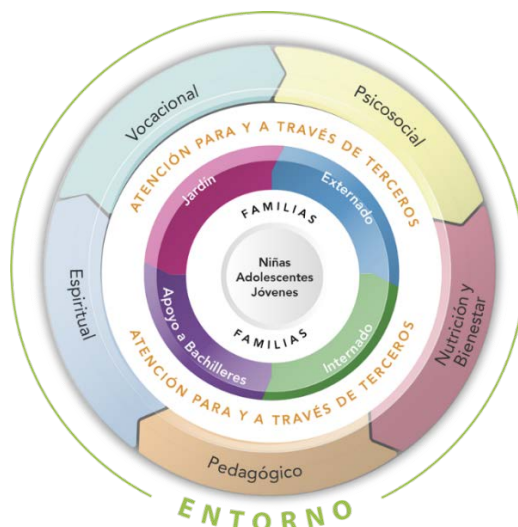 Vocacional
Psicosocial
ATENCIÓN PARA Y A TRAVÉS DE TERCEROS
Jardín
Externado
FAMILIAS
Niñas
Adolescentes
Jóvenes
FAMILIAS
Espiritual
Apoyo a Bachilleres
Internado
Nutrición y
Bienestar
ATENCIÓN PARA Y A TRAVÉS DE TERCEROS
Pedagógico
ENTORNO